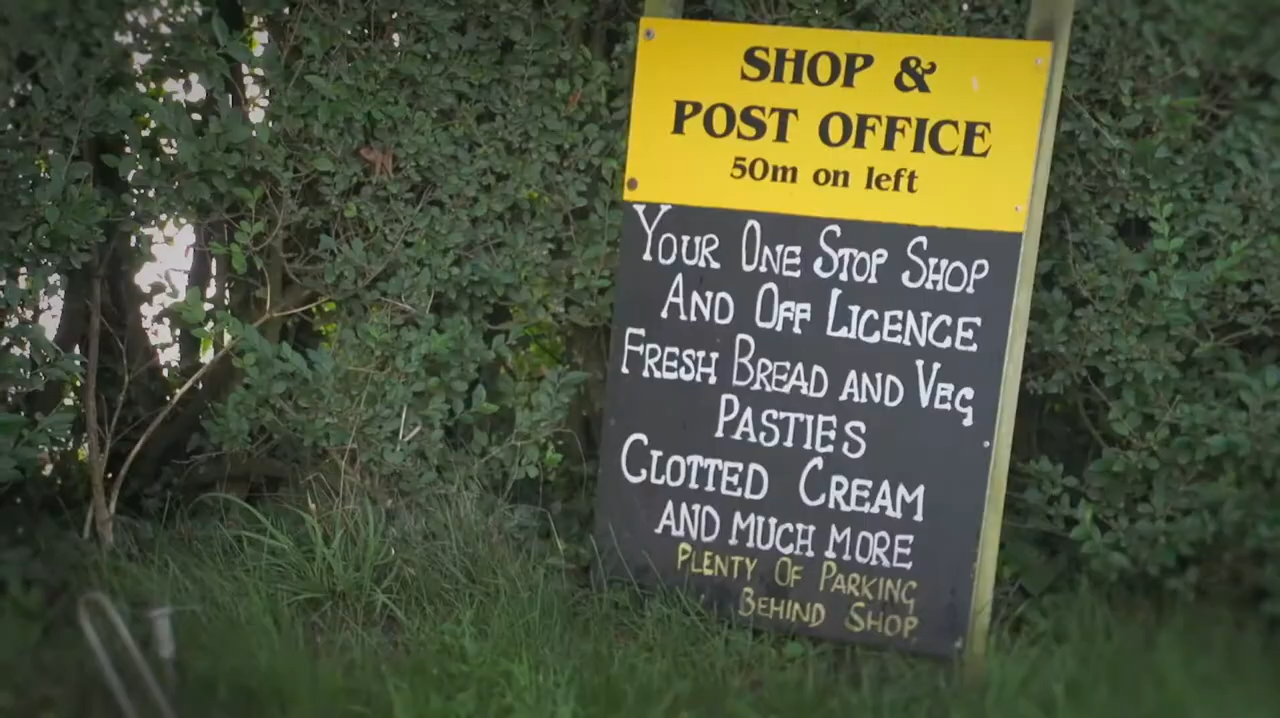 SHOP &
POST OFFICE
50m on left
YOUR ONE STOP SHOP
AND OFF LICENCE
FRESH BREAD AND VEG
PASTIES
CLOTTED CREAM
AND MUCH MORE
PLENTY OF PARKING
BEHIND SHOP